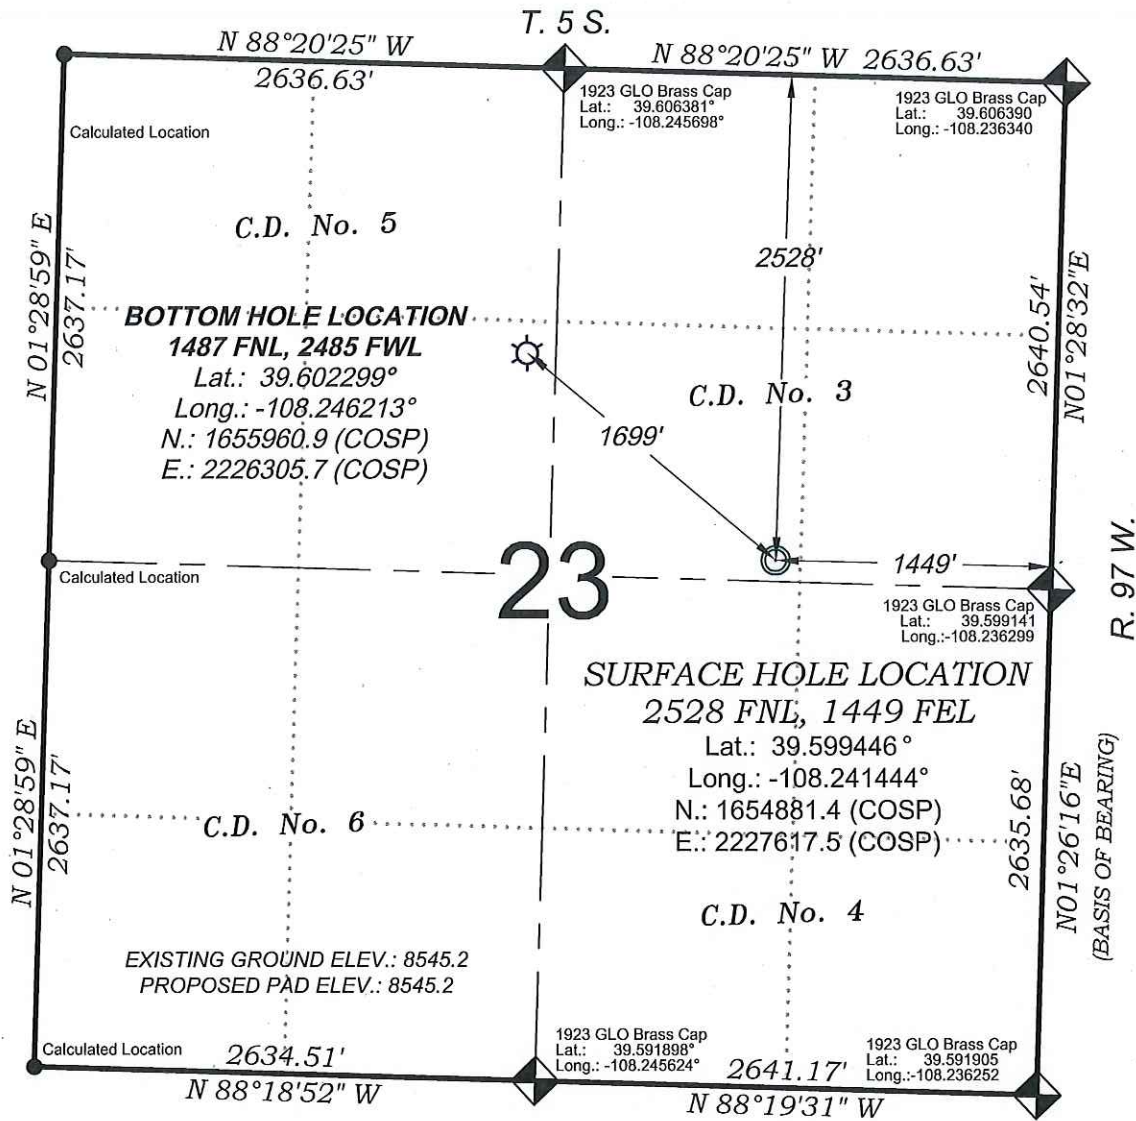 T. 5 S.
N 88°20'25" W
2636.63'
N 88°20'25" W 2636.63'
1923 GLO Brass Cap
Lat.: 39.606381°
Long.: -108.245698°
1923 GLO Brass Cap
Lat.: 39.606390
Long.: -108.236340
Calculated Location
C.D. No. 5
2528'
N 01°28'59" E
2637.17'
2640.54'
N01°28'32"E
BOTTOM HOLE LOCATION
1487 FNL, 2485 FWL
Lat.: 39.602299°
Long.: -108.246213°
N.: 1655960.9 (COSP)
E.: 2226305.7 (COSP)
C.D. No. 3
1699'
R. 97 W.
1449'
Calculated Location
23
1923 GLO Brass Cap
Lat.: 39.599141
Long.:-108.236299
SURFACE HOLE LOCATION
2528 FNL, 1449 FEL
Lat.: 39.599446°
Long.: -108.241444°
N.: 1654881.4 (COSP)
E.: 2227617.5 (COSP)
N 01°28'59" E
2637.17'
C.D. No. 6
2635.68'
N01°26'16"E
(BASIS OF BEARING)
C.D. No. 4
EXISTING GROUND ELEV.: 8545.2
PROPOSED PAD ELEV.: 8545.2
Calculated Location
2634.51'
N 88°18'52" W
1923 GLO Brass Cap
Lat.: 39.591898°
Long.: -108.245624°
2641.17'
N 88°19'31" W
1923 GLO Brass Cap
Lat.: 39.591905
Long.:-108.236252